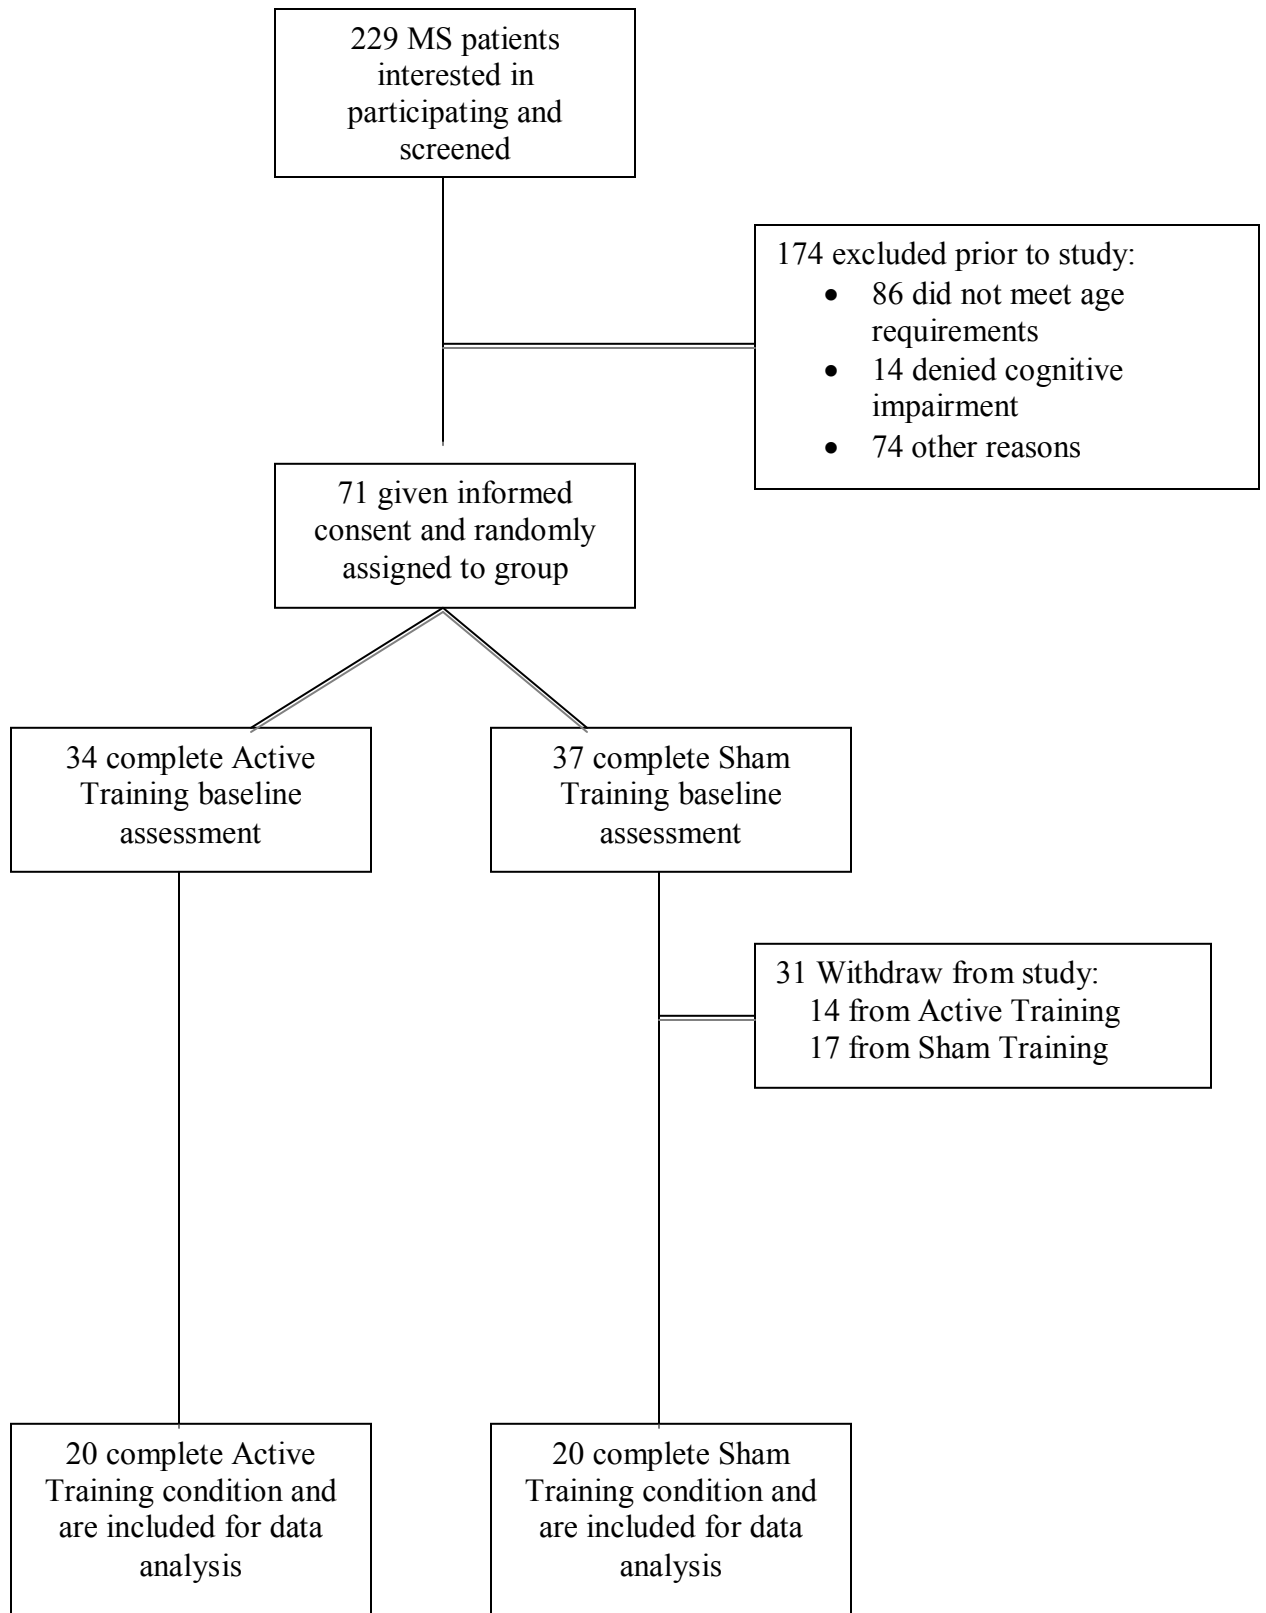 229 MS patients
interested in
participating and
screened
174 excluded prior to study:
• 86 did not meet age
requirements
• 14 denied cognitive
impairment
• 74 other reasons
71 given informed
consent and randomly
assigned to group
34 complete Active
Training baseline
assessment
37 complete Sham
Training baseline
assessment
31 Withdraw from study:
14 from Active Training
17 from Sham Training
20 complete Active
Training condition and
are included for data
analysis
20 complete Sham
Training condition and
are included for data
analysis